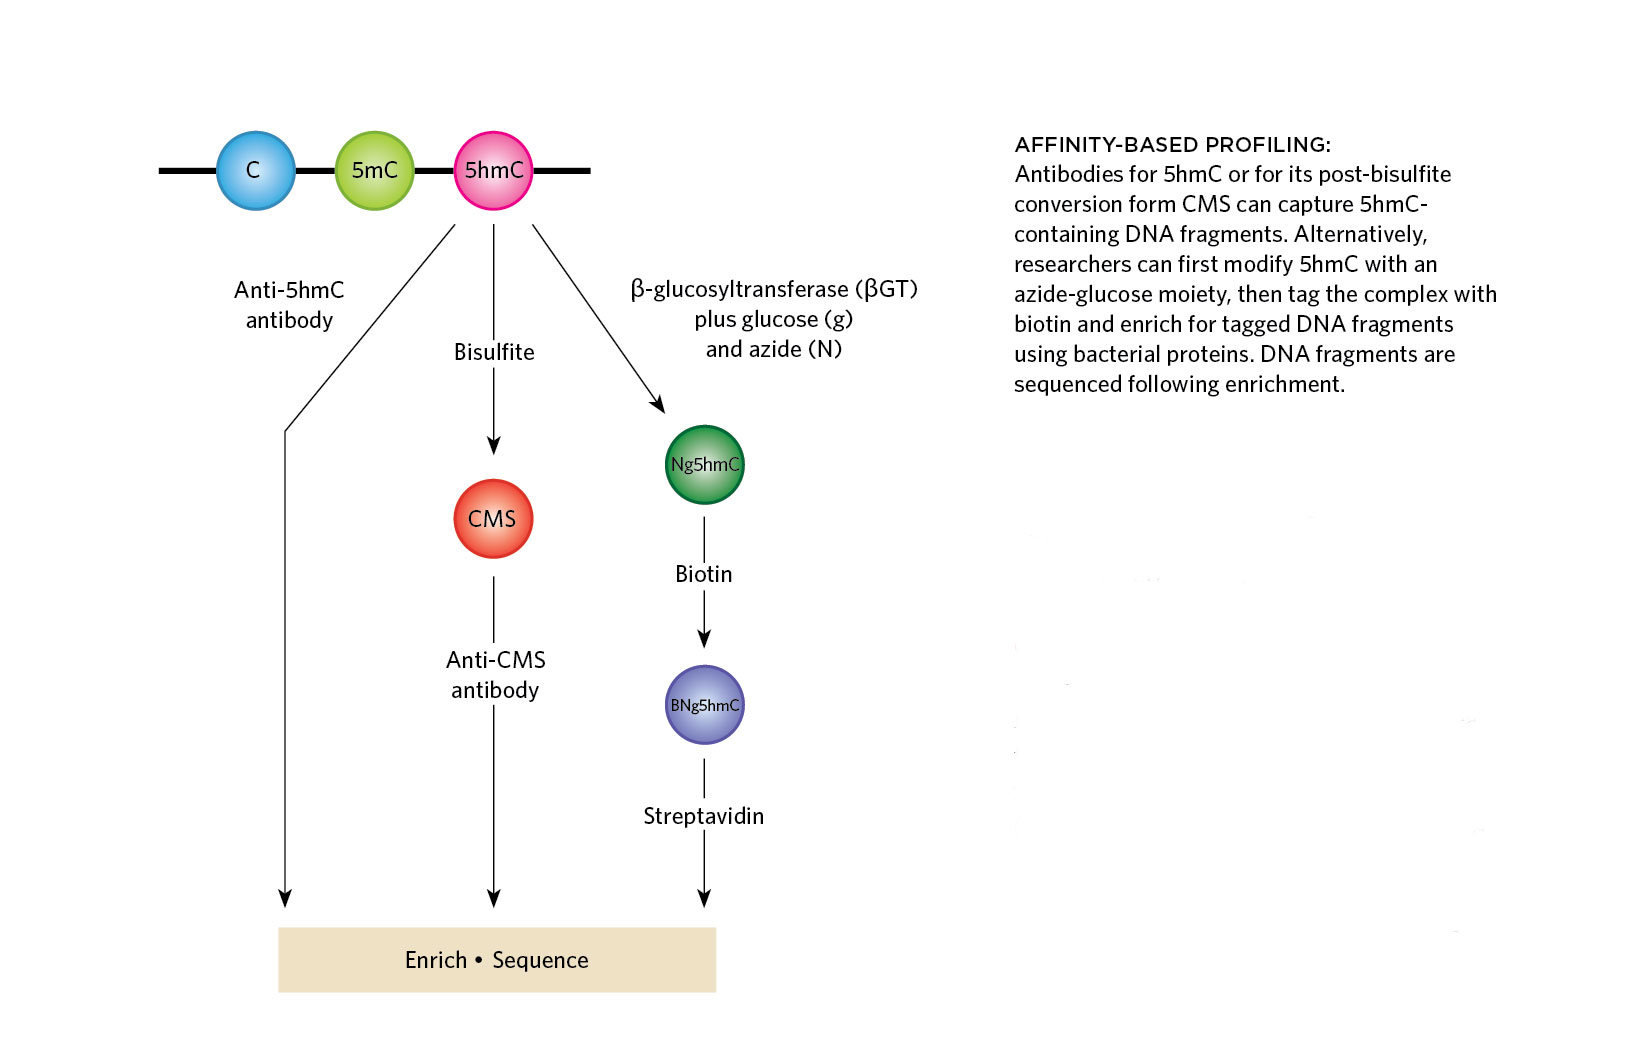 C
5mC
5hmC
Anti-5hmC
antibody
Bisulfite
β-glucosyltransferase (βGT)
plus glucose (g)
and azide (N)
CMS
Ng5hmC
Anti-CMS
antibody
Biotin
BNg5hmC
Streptavidin
Enrich • Sequence
AFFINITY-BASED PROFILING:
Antibodies for 5hmC or for its post-bisulfite
conversion form CMS can capture 5hmC-
containing DNA fragments. Alternatively,
researchers can first modify 5hmC with an
azide-glucose moiety, then tag the complex with
biotin and enrich for tagged DNA fragments
using bacterial proteins. DNA fragments are
sequenced following enrichment.